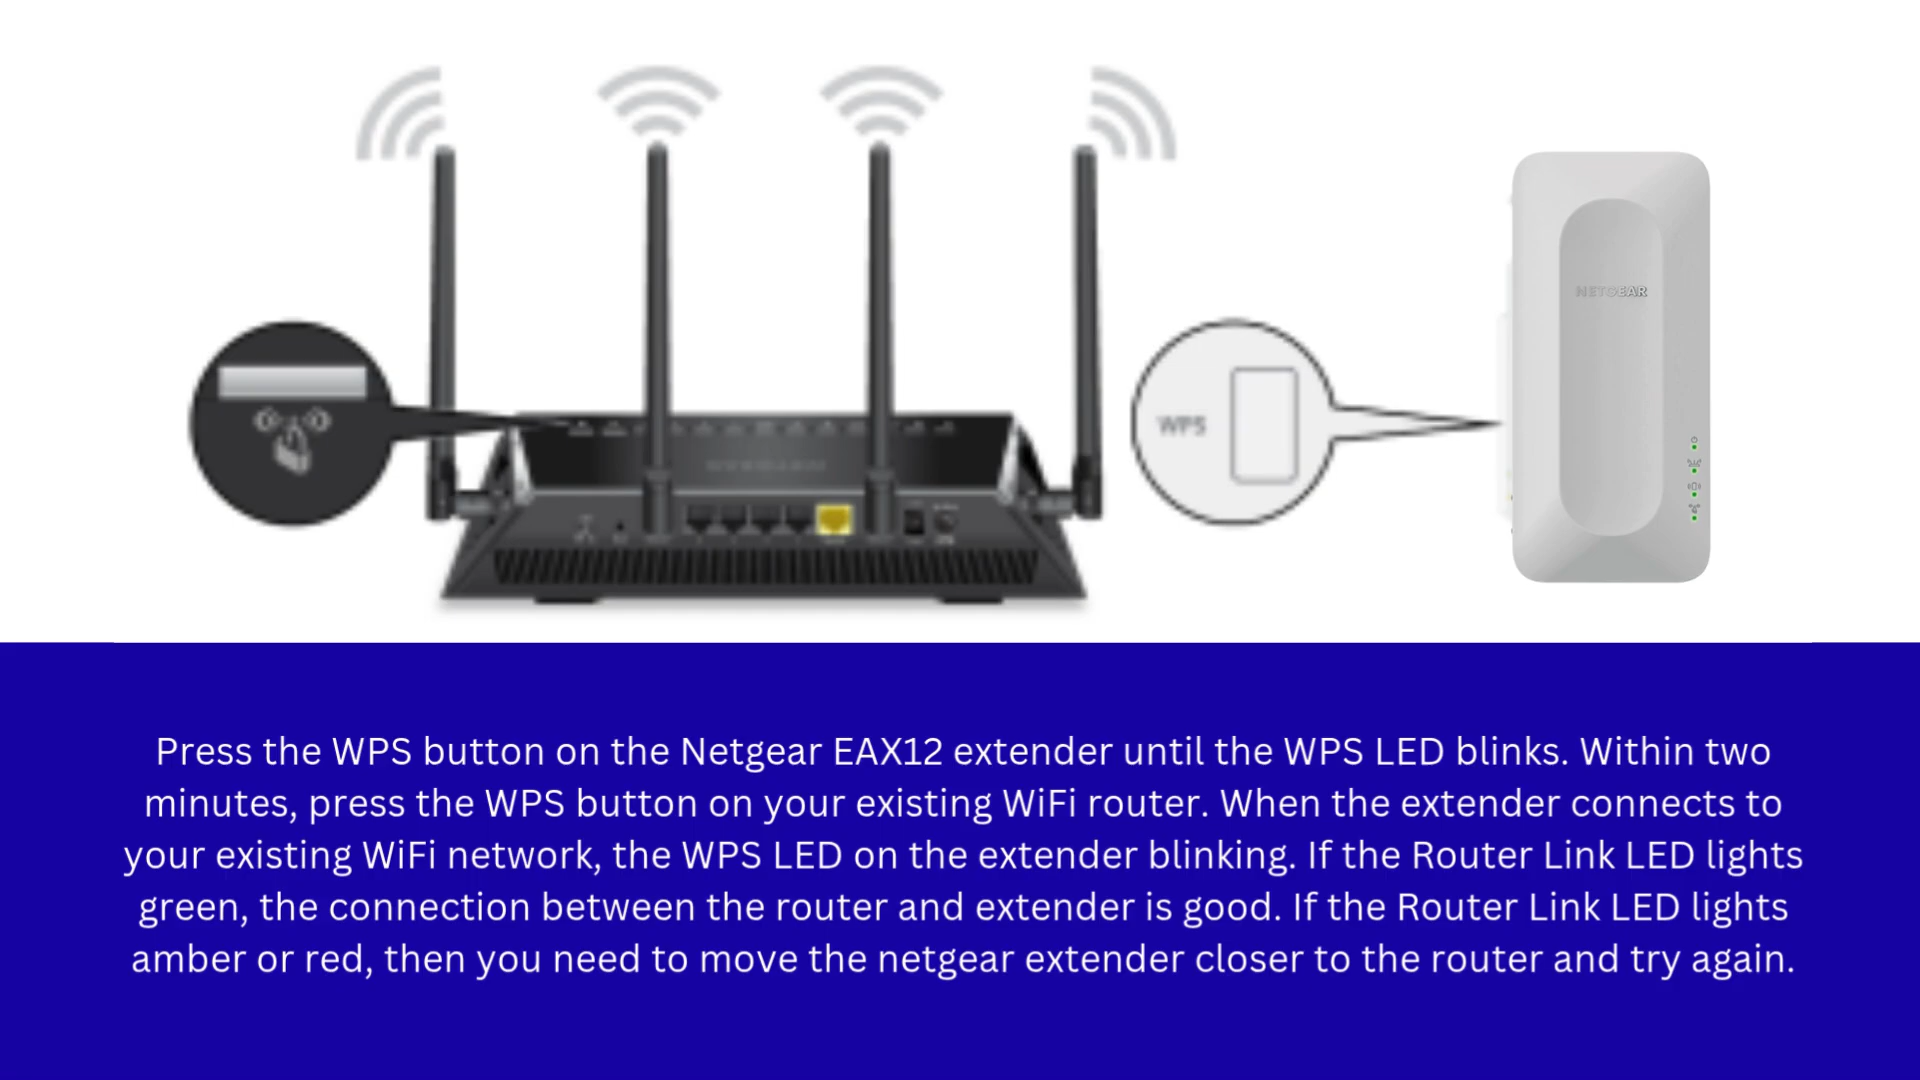 WPS
NETGEAR
Press the WPS button on the Netgear EAX12 extender until the WPS LED blinks. Within two
minutes, press the WPS button on your existing WiFi router. When the extender connects to
your existing WiFi network, the WPS LED on the extender blinking. If the Router Link LED lights
green, the connection between the router and extender is good. If the Router Link LED lights
amber or red, then you need to move the netgear extender closer to the router and try again.